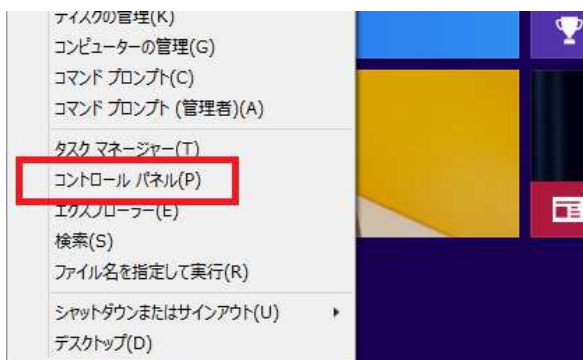 ディスクの管理(K)
コンピューターの管理(G)
コマンド プロンプト(C)
コマンド プロンプト (管理者)(A)
タスク マネージャー(T)
コントロール パネル(P)
エクスプローラー(E)
検索(S)
ファイル名を指定して実行(R)
シャットダウンまたはサインアウト(U)
デスクトップ(D)